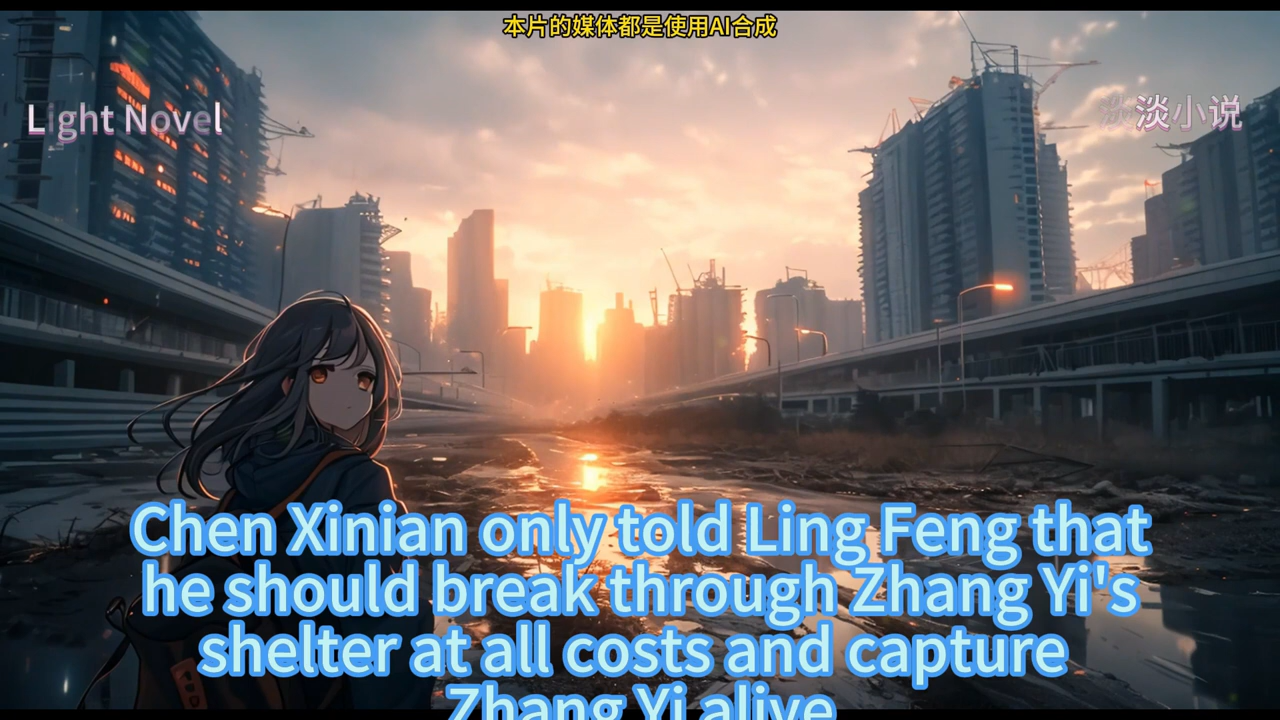 本片的媒体都是使用AI合成
Light Novel
淡淡小说
Chen Xinian only told Ling Feng that
he should break through Zhang Yi's
shelter at all costs and capture
Zhang Yi alive